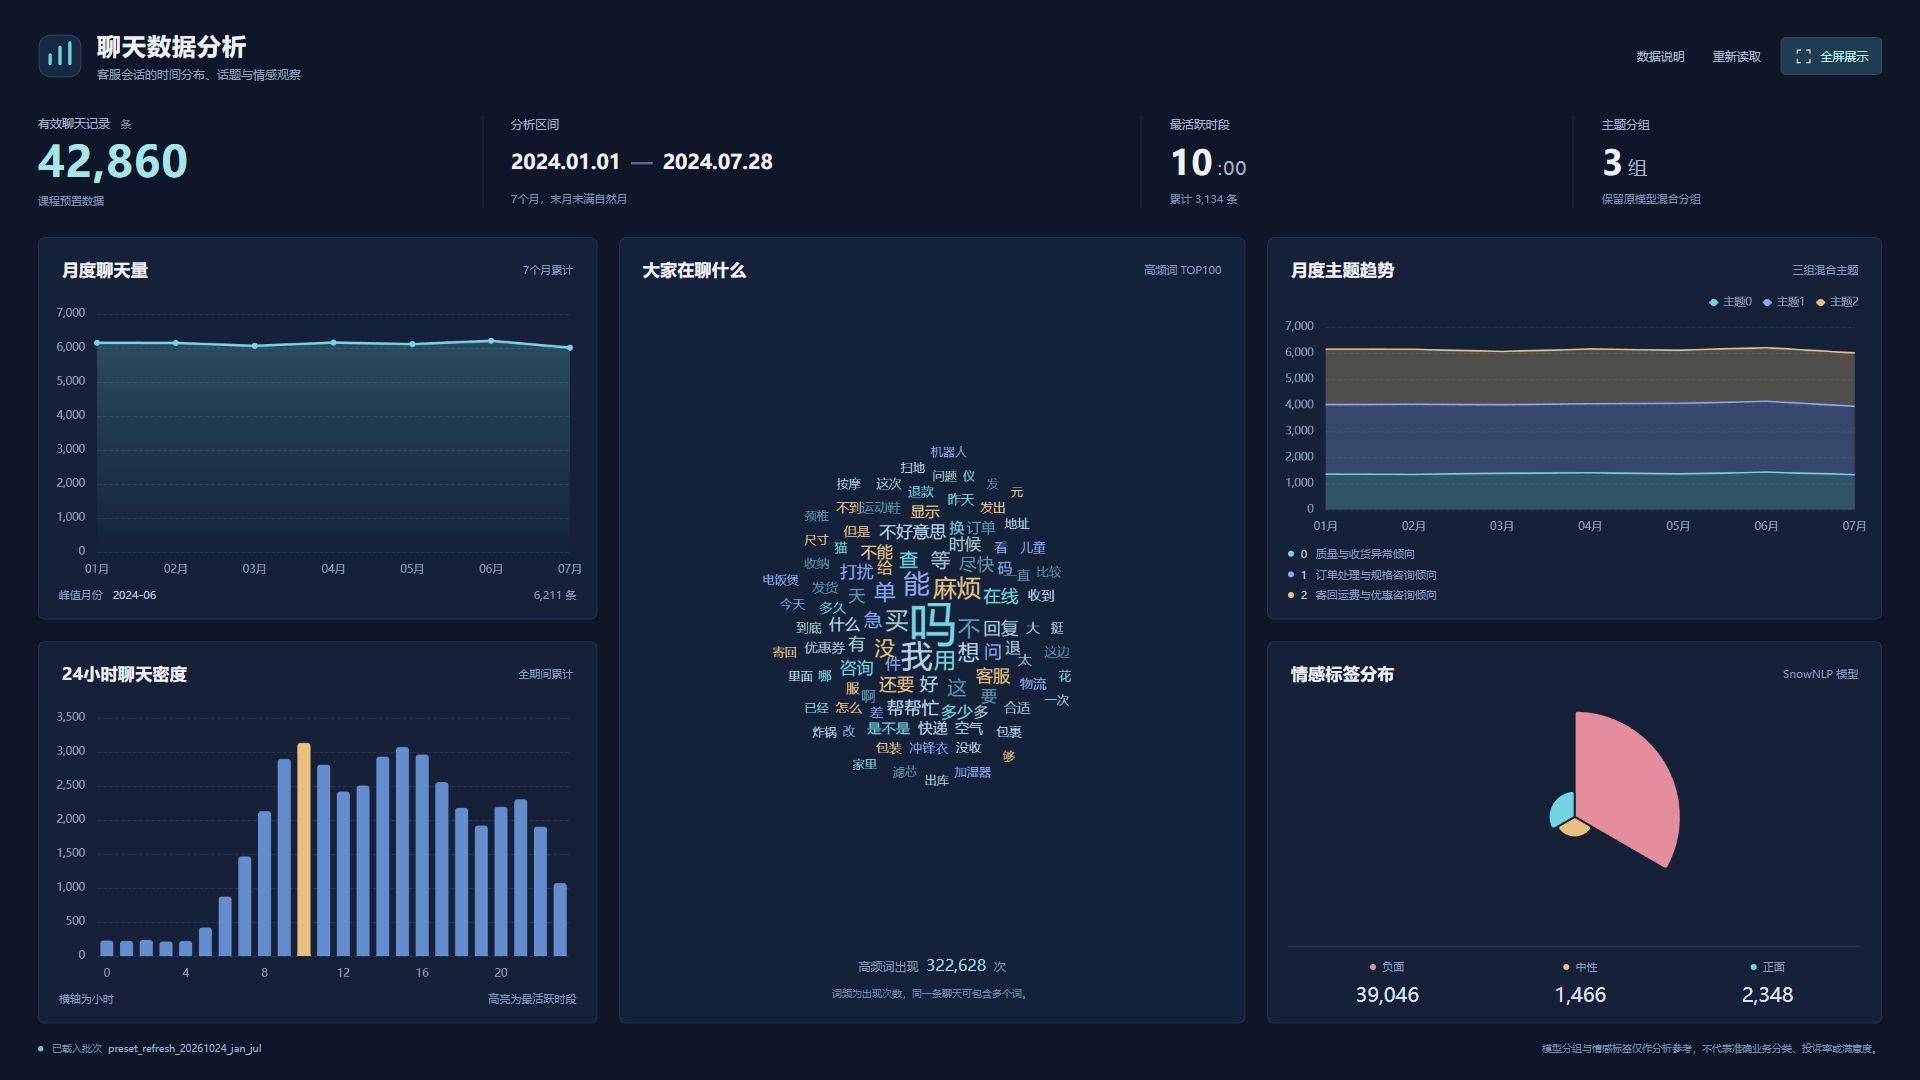 聊天数据分析
客服会话的时间分布、话题与情感观察
数据说明
重新读取
全屏展示
有效聊天记录 条
42,860
课程预置数据
分析区间
2024.01.01 — 2024.07.28
7个月，末月未满自然月
最活跃时段
10 :00
累计 3,134 条
主题分组
3 组
保留原模型混合分组
月度聊天量
7个月累计
7,000
6,000
5,000
4,000
3,000
2,000
1,000
0
01月 02月 03月 04月 05月 06月 07月
峰值月份 2024-06
6,211 条
24小时聊天密度
全期间累计
3,500
3,000
2,500
2,000
1,500
1,000
500
0
0 4 8 12 16 20
横轴为小时
高亮为最活跃时段
大家在聊什么
高频词 TOP100
机器人
扫地
问题 仪
按摩 这次 退款 昨天 发 元
不到 运动鞋 显示 发出
颈椎 但是 不好意思 换 订单 地址
尺寸 猫 不能 查 等 时候 看 儿童
收纳 打扰 给 尽快 码 一直 比较
电饭煲 发货 天 单 能 麻烦 在线 收到
今天 多久 什么 急 买 吗 不 回复 大 挺
到底 优惠券 有 没 我 用 想 问 退 太 这边
寄回 咨询 件 客服 物流 花
里面 哪 服 啊 还要 好 这 要 一次
已经 怎么 差 帮帮忙 多少 多 合适
炸锅 改 是不是 快递 空气 包裹
包装 冲锋衣 没收 够
家里 滤芯 出库 加湿器
高频词出现 322,628 次
词频为出现次数，同一条聊天可包含多个词。
月度主题趋势
三组混合主题
主题0 主题1 主题2
7,000
6,000
5,000
4,000
3,000
2,000
1,000
0
01月 02月 03月 04月 05月 06月 07月
0 质量与收货异常倾向
1 订单处理与规格咨询倾向
2 寄回运费与优惠咨询倾向
情感标签分布
SnowNLP 模型
负面
39,046
中性
1,466
正面
2,348
已载入批次 preset_refresh_20261024_jan_jul
模型分组与情感标签仅作分析参考，不代表准确业务分类、投诉率或满意度。